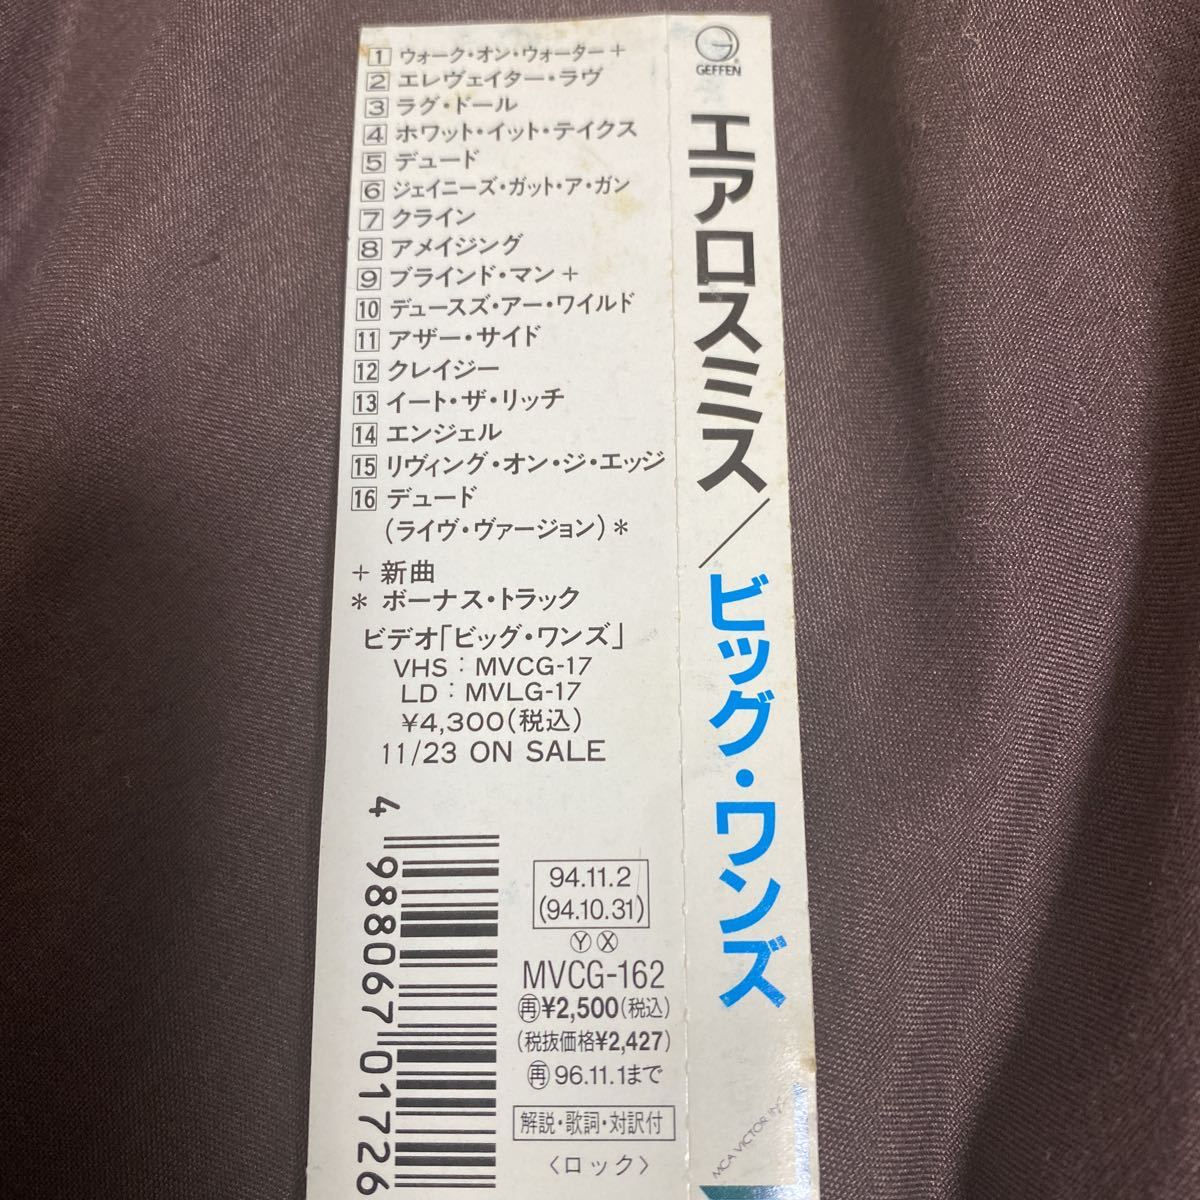 1 ウォーク・オン・ウォーター+
2 エレヴェイター・ラヴ
3 ラグ・ドール
4 ホワット・イット・テイクス
5 デュード
6 ジェイニーズ・ガット・ア・ガン
7 クライン
8 アメイジング
9 ブラインド・マン+
10 デュースズ・アー・ワイルド
11 アザー・サイド
12 クレイジー
13 イート・ザ・リッチ
14 エンジェル
15 リヴィング・オン・ジ・エッジ
16 デュード
(ライヴ・ヴァージョン)*
+ 新曲
* ボーナス・トラック
ビデオ「ビッグ・ワンズ」
VHS:MVCG-17
LD:MVLG-17
¥4,300(税込)
11/23 ON SALE
4 988067 01726
94.11.2
(94.10.31)
Ⓨ Ⓧ
MVCG-162
㊢¥2,500(税込)
(税抜価格¥2,427)
㊢96.11.1まで
解説・歌詞・対訳付
〈ロック〉
GEFFEN
エアロスミス/ビッグ・ワンズ
MCA VICTOR INC.